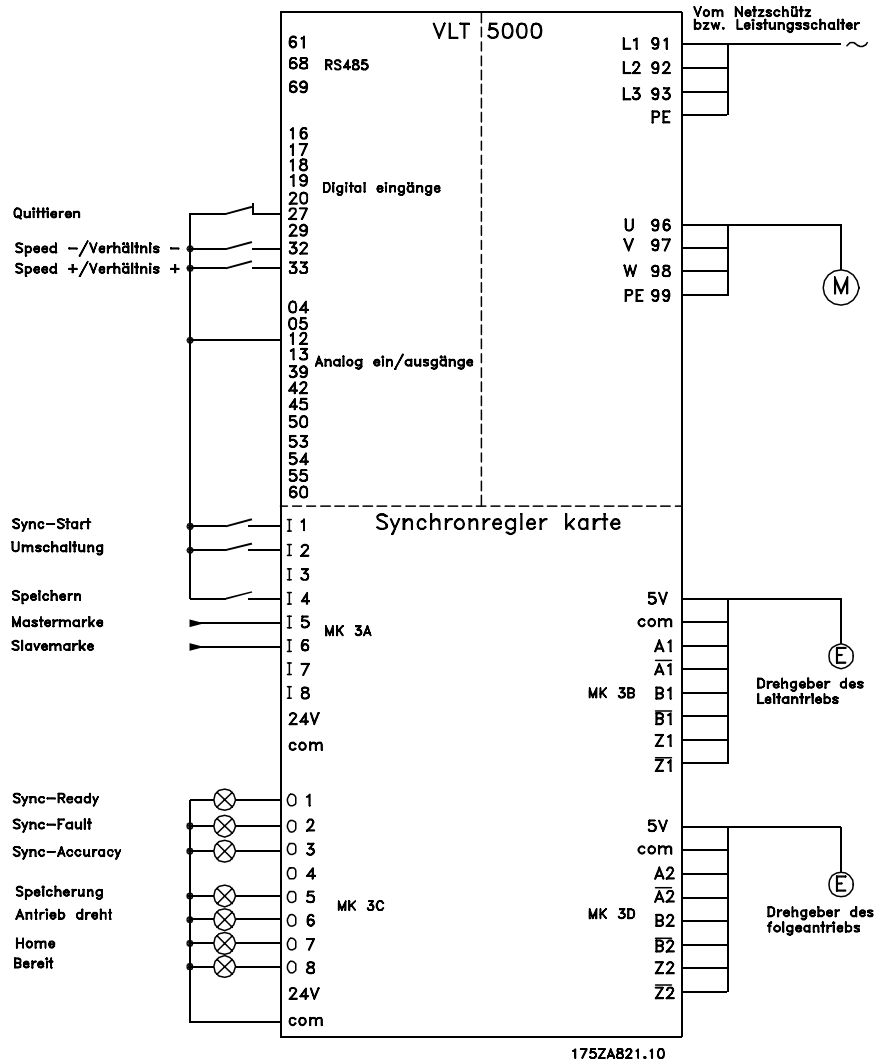 Vom Netzschütz
bzw. Leistungsschalter
VLT 5000
61
68 RS485
69
L1 91
L2 92
L3 93
PE
16
17
18
19
20
27
29
32
33
Digital eingänge
Quittieren
Speed -/Verhältnis -
Speed +/Verhältnis +
U 96
V 97
W 98
PE 99
M
04
05
12
13
39
42
45
50
53
54
55
60
Analog ein/ausgänge
Synchronregler karte
Sync-Start
Umschaltung
Speichern
Mastermarke
Slavemarke
I 1
I 2
I 3
I 4
I 5
I 6
I 7
I 8
24V
com
MK 3A
5V
com
A1
A̅1̅
B1
B̅1̅
Z1
Z̅1̅
MK 3B
E
Drehgeber des
Leitantriebs
Sync-Ready
Sync-Fault
Sync-Accuracy
Speicherung
Antrieb dreht
Home
Bereit
O 1
O 2
O 3
O 4
O 5
O 6
O 7
O 8
24V
com
MK 3C
5V
com
A2
A̅2̅
B2
B̅2̅
Z2
Z̅2̅
MK 3D
E
Drehgeber des
folgeantriebs
175ZA821.10